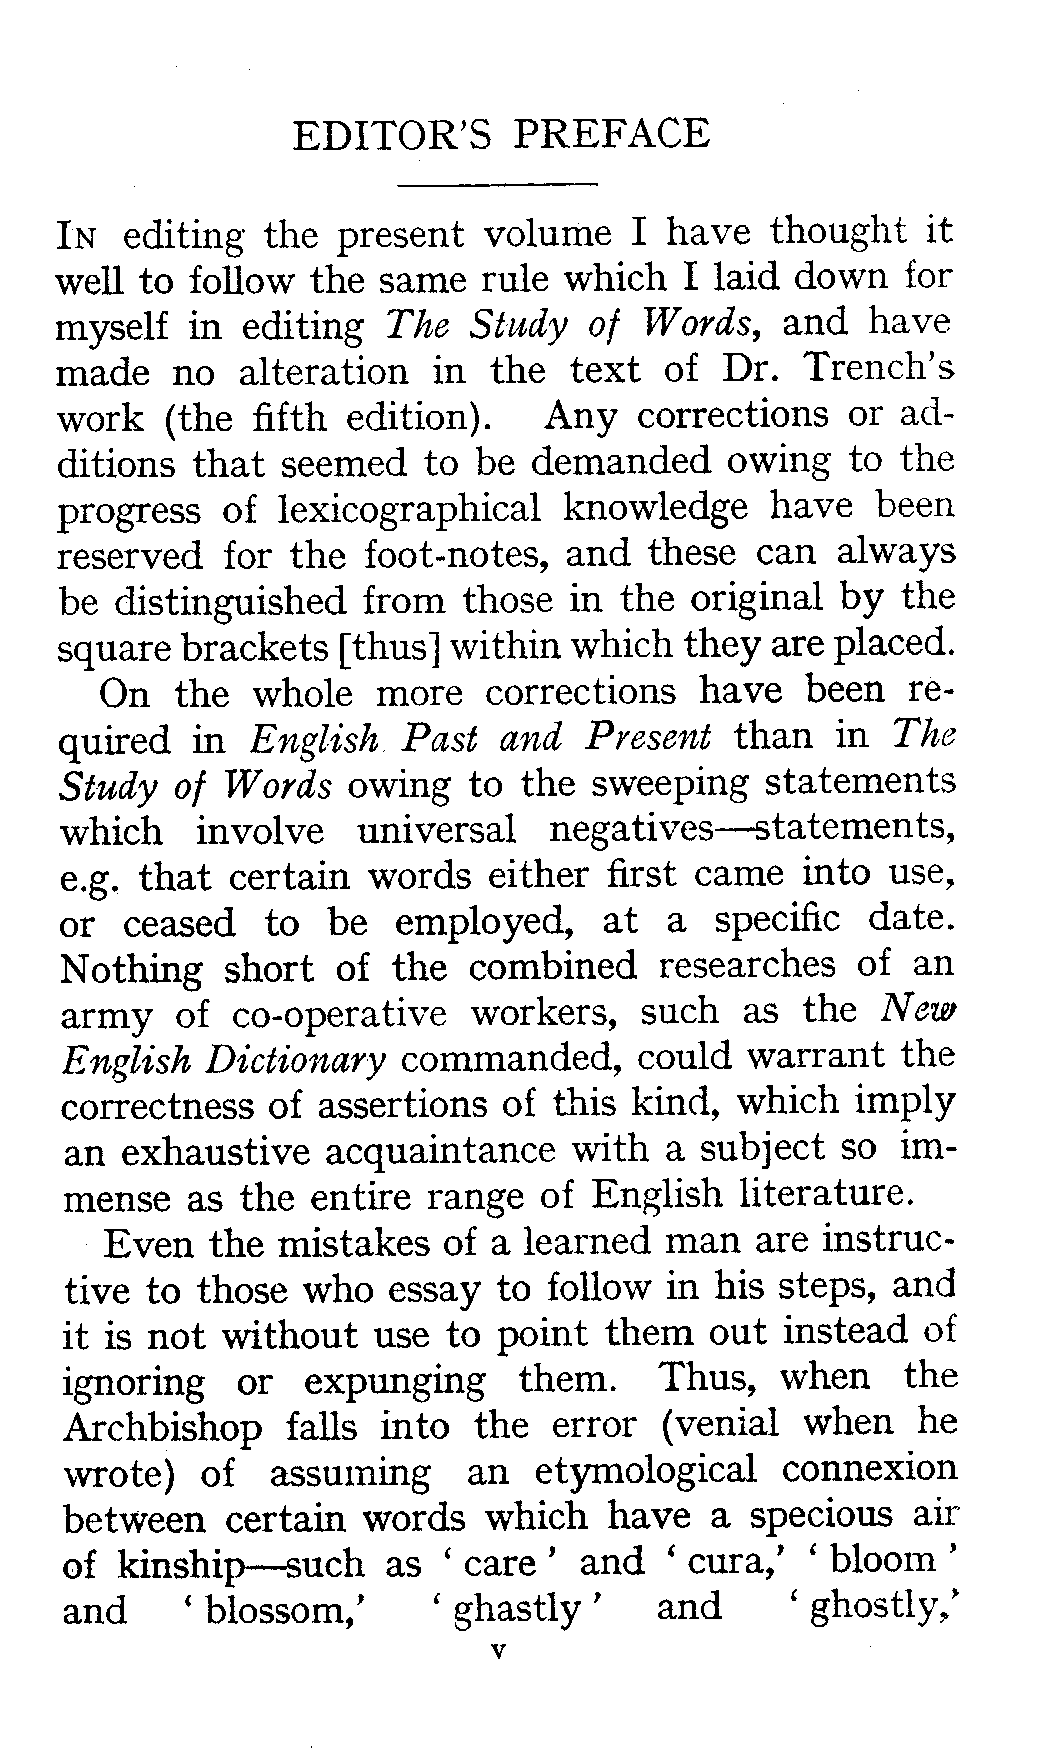 EDITOR'S PREFACE
IN editing the present volume I have thought it
well to follow the same rule which I laid down for
myself in editing The Study of Words, and have
made no alteration in the text of Dr. Trench's
work (the fifth edition). Any corrections or ad-
ditions that seemed to be demanded owing to the
progress of lexicographical knowledge have been
reserved for the foot-notes, and these can always
be distinguished from those in the original by the
square brackets [thus] within which they are placed.
On the whole more corrections have been re-
quired in English Past and Present than in The
Study of Words owing to the sweeping statements
which involve universal negatives—statements,
e.g. that certain words either first came into use,
or ceased to be employed, at a specific date.
Nothing short of the combined researches of an
army of co-operative workers, such as the New
English Dictionary commanded, could warrant the
correctness of assertions of this kind, which imply
an exhaustive acquaintance with a subject so im-
mense as the entire range of English literature.
Even the mistakes of a learned man are instruc-
tive to those who essay to follow in his steps, and
it is not without use to point them out instead of
ignoring or expunging them. Thus, when the
Archbishop falls into the error (venial when he
wrote) of assuming an etymological connexion
between certain words which have a specious air
of kinship—such as ‘ care ’ and ‘ cura,’ ‘ bloom ’
and ‘ blossom,’ ‘ ghastly ’ and ‘ ghostly,’
v